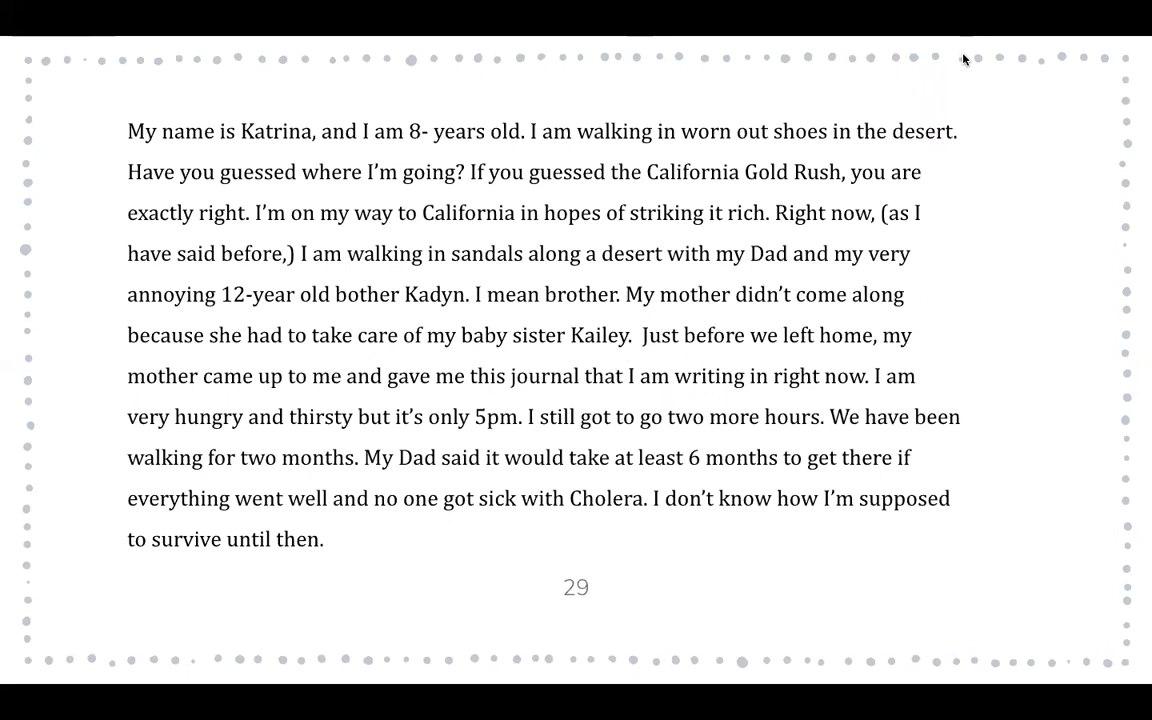 My name is Katrina, and I am 8- years old. I am walking in worn out shoes in the desert.
Have you guessed where I’m going? If you guessed the California Gold Rush, you are
exactly right. I’m on my way to California in hopes of striking it rich. Right now, (as I
have said before,) I am walking in sandals along a desert with my Dad and my very
annoying 12-year old bother Kadyn. I mean brother. My mother didn’t come along
because she had to take care of my baby sister Kailey.  Just before we left home, my
mother came up to me and gave me this journal that I am writing in right now. I am
very hungry and thirsty but it’s only 5pm. I still got to go two more hours. We have been
walking for two months. My Dad said it would take at least 6 months to get there if
everything went well and no one got sick with Cholera. I don’t know how I’m supposed
to survive until then.
29